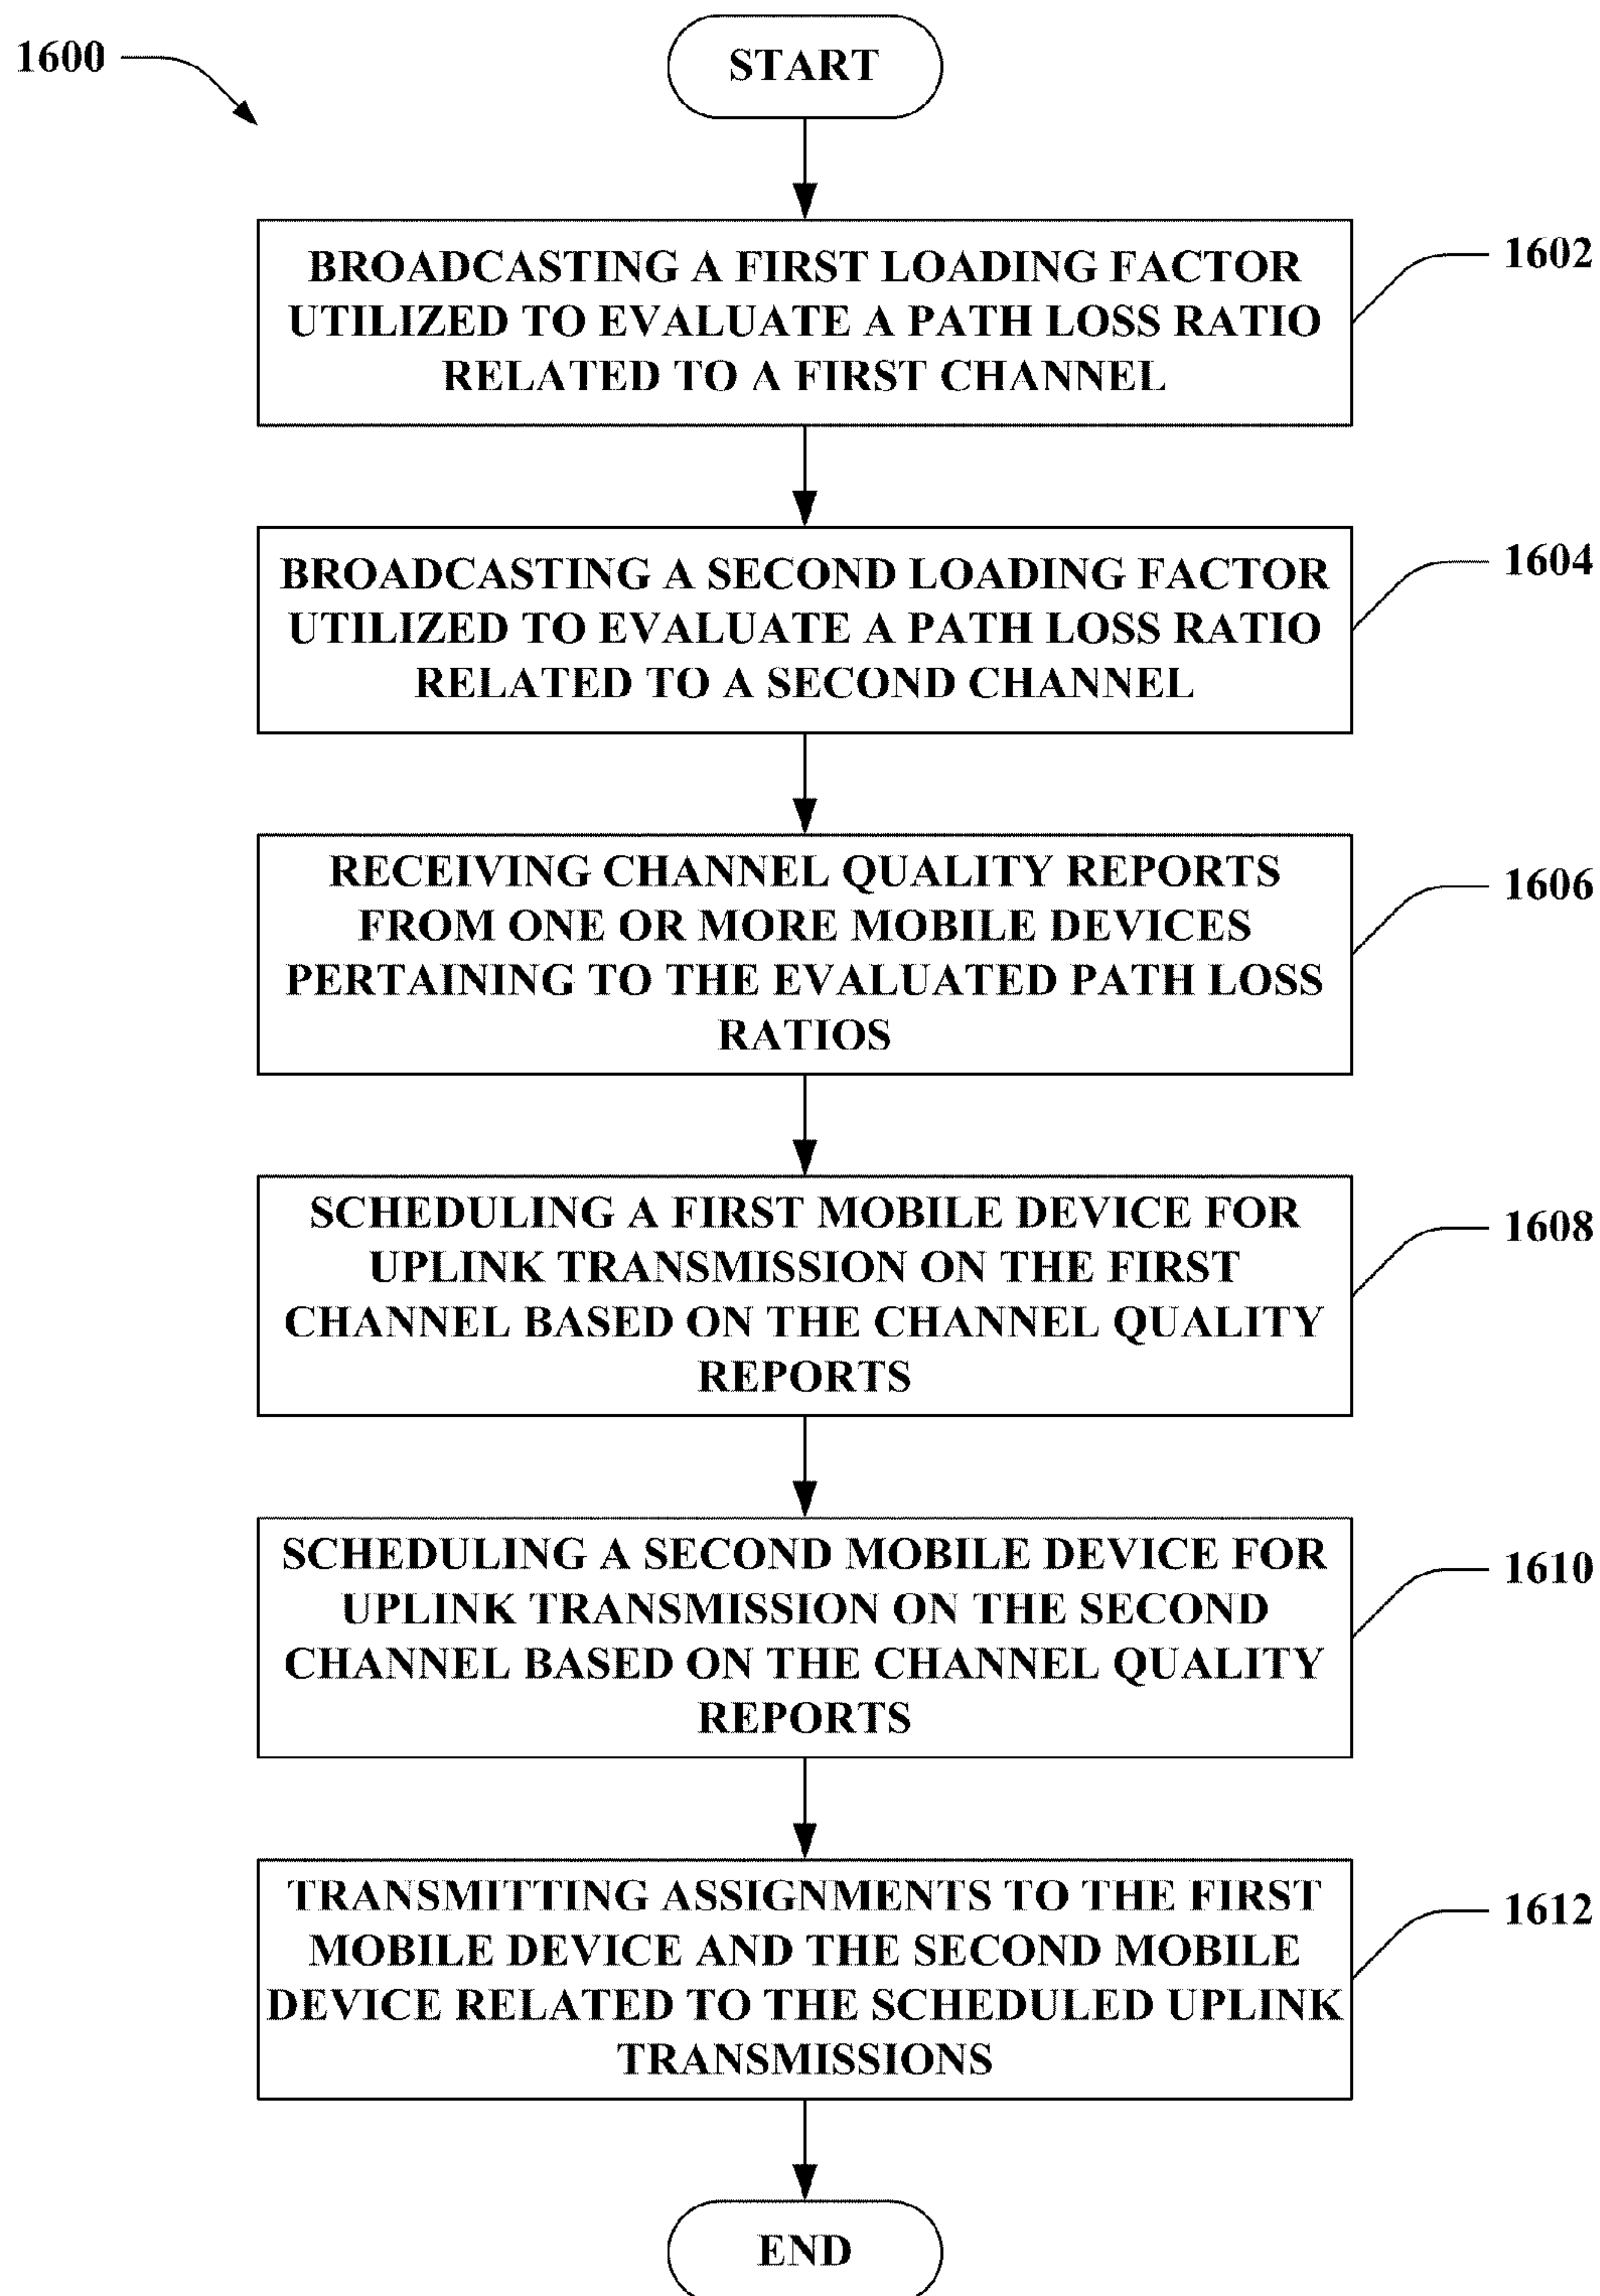 1600
START
BROADCASTING A FIRST LOADING FACTOR
UTILIZED TO EVALUATE A PATH LOSS RATIO
RELATED TO A FIRST CHANNEL
1602
BROADCASTING A SECOND LOADING FACTOR
UTILIZED TO EVALUATE A PATH LOSS RATIO
RELATED TO A SECOND CHANNEL
1604
RECEIVING CHANNEL QUALITY REPORTS
FROM ONE OR MORE MOBILE DEVICES
PERTAINING TO THE EVALUATED PATH LOSS
RATIOS
1606
SCHEDULING A FIRST MOBILE DEVICE FOR
UPLINK TRANSMISSION ON THE FIRST
CHANNEL BASED ON THE CHANNEL QUALITY
REPORTS
1608
SCHEDULING A SECOND MOBILE DEVICE FOR
UPLINK TRANSMISSION ON THE SECOND
CHANNEL BASED ON THE CHANNEL QUALITY
REPORTS
1610
TRANSMITTING ASSIGNMENTS TO THE FIRST
MOBILE DEVICE AND THE SECOND MOBILE
DEVICE RELATED TO THE SCHEDULED UPLINK
TRANSMISSIONS
1612
END